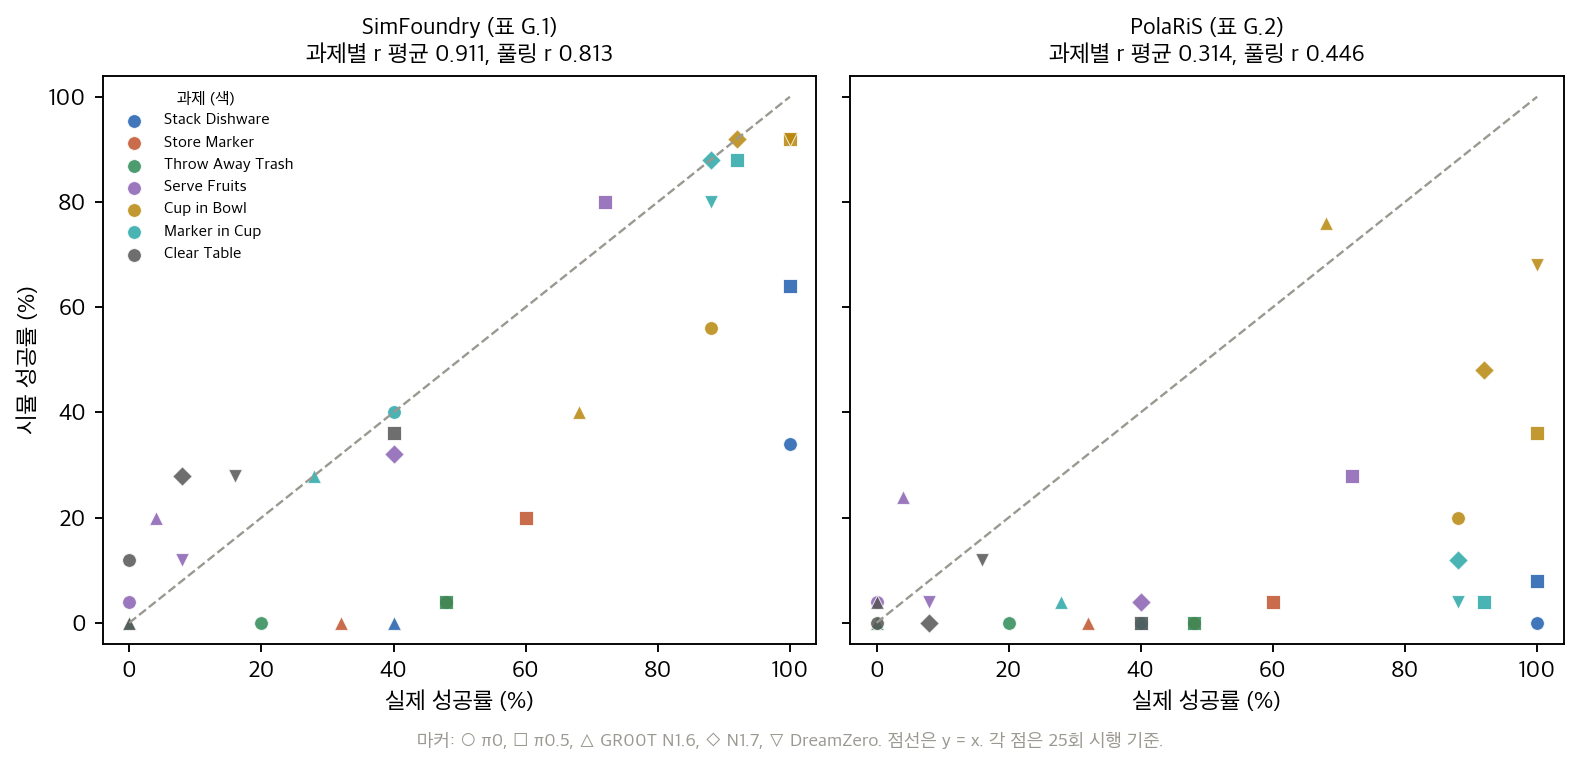 SimFoundry (표 G.1)
과제별 r 평균 0.911, 풀링 r 0.813
PolaRiS (표 G.2)
과제별 r 평균 0.314, 풀링 r 0.446
과제 (색)
Stack Dishware
Store Marker
Throw Away Trash
Serve Fruits
Cup in Bowl
Marker in Cup
Clear Table
시뮬 성공률 (%)
100
80
60
40
20
0
0 20 40 60 80 100
실제 성공률 (%)
0 20 40 60 80 100
실제 성공률 (%)
마커: ○ π0, □ π0.5, △ GR00T N1.6, ◇ N1.7, ▽ DreamZero. 점선은 y = x. 각 점은 25회 시행 기준.